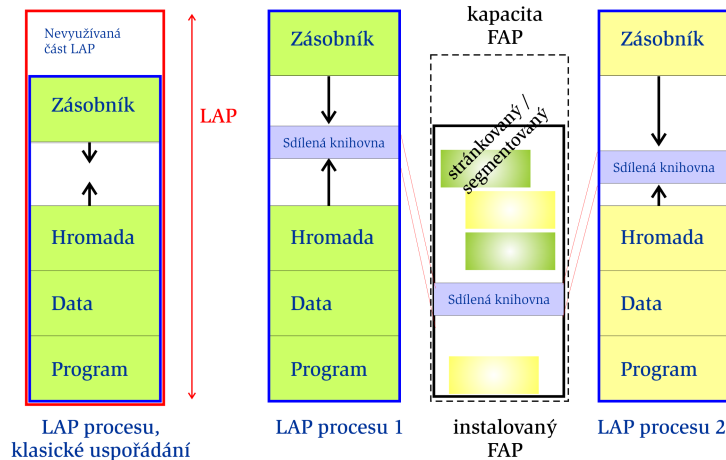 Nevyužívaná
část LAP
Zásobník
Hromada
Data
Program
LAP procesu,
klasické uspořádání
LAP
Zásobník
Sdílená knihovna
Hromada
Data
Program
LAP procesu 1
kapacita
FAP
stránkovaný /
segmentovaný
Sdílená knihovna
instalovaný
FAP
Zásobník
Sdílená knihovna
Hromada
Data
Program
LAP procesu 2